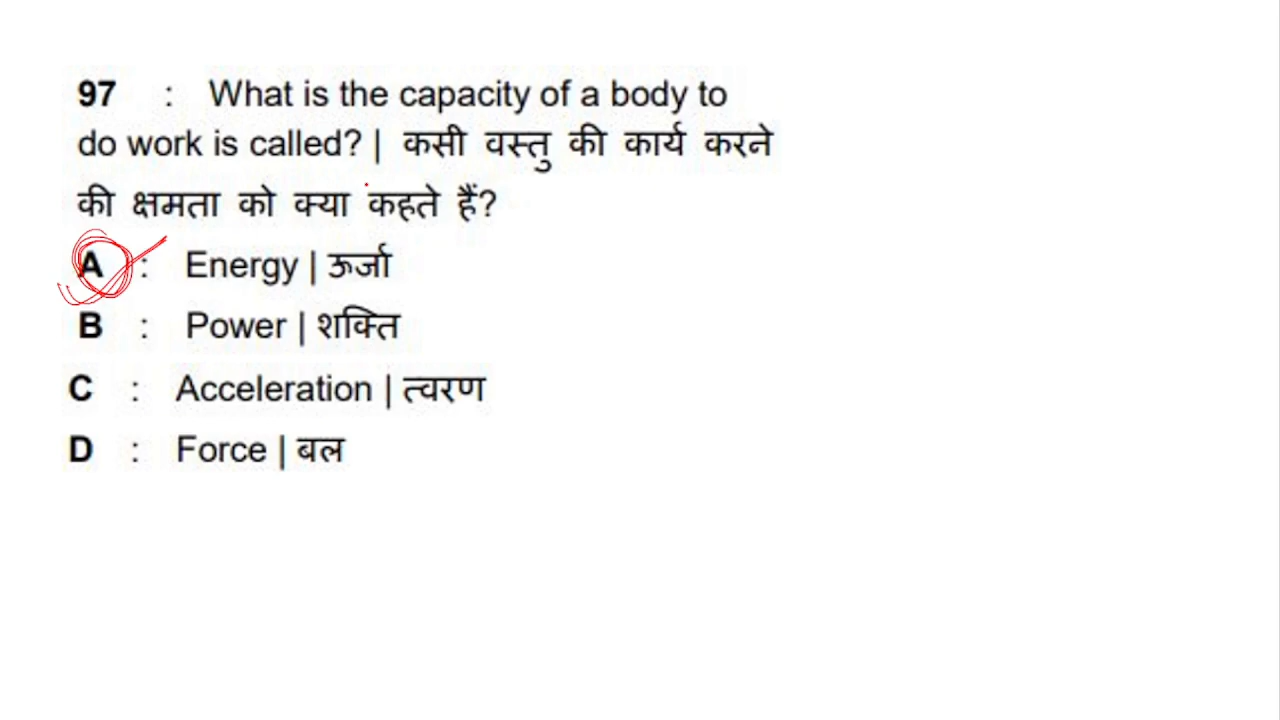 97 : What is the capacity of a body to
do work is called? | कसी वस्तु की कार्य करने
की क्षमता को क्या कहते हैं?
A : Energy | ऊर्जा
B : Power | शक्ति
C : Acceleration | त्वरण
D : Force | बल